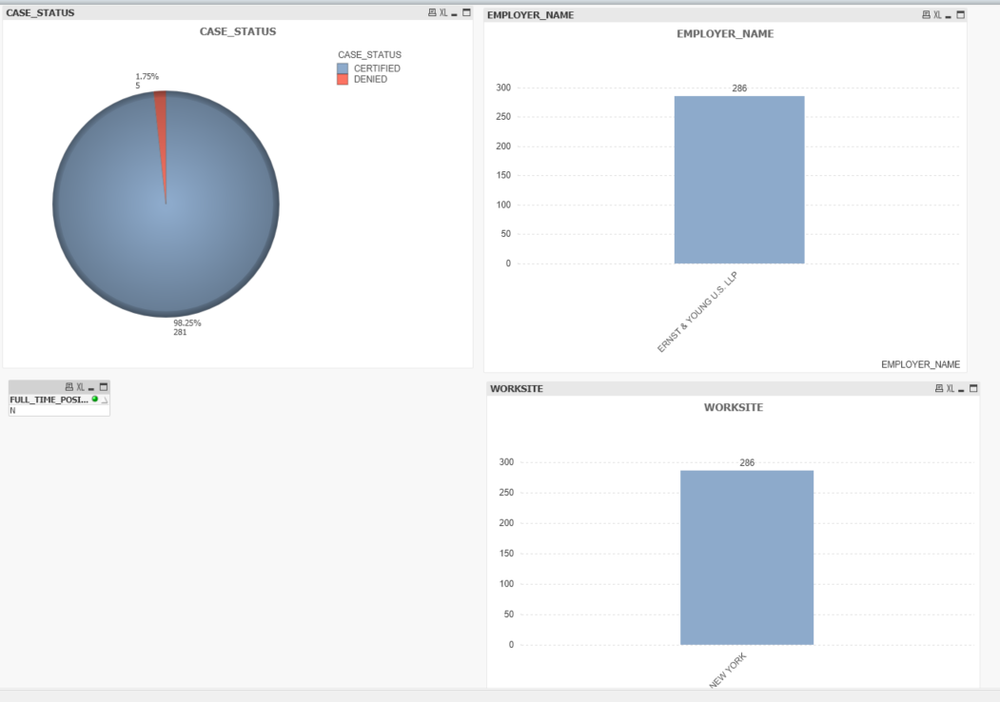 CASE_STATUS
XL
CASE_STATUS
CASE_STATUS
CERTIFIED
DENIED
1.75%
5
98.25%
281
EMPLOYER_NAME
XL
EMPLOYER_NAME
300
286
250
200
150
100
50
0
ERNST & YOUNG U.S. LLP
EMPLOYER_NAME
XL
FULL_TIME_POSI...
N
WORKSITE
XL
WORKSITE
300
286
250
200
150
100
50
0
NEW YORK